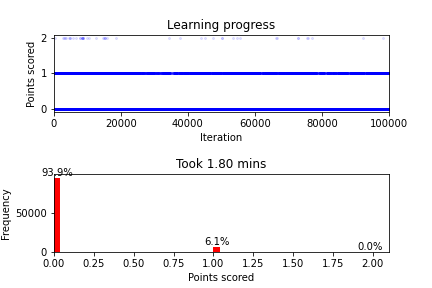 Learning progress
2
1
0
Points scored
0 20000 40000 60000 80000 100000
Iteration
Took 1.80 mins
93.9%
50000
6.1%
0.0%
0
Frequency
0.00 0.25 0.50 0.75 1.00 1.25 1.50 1.75 2.00
Points scored